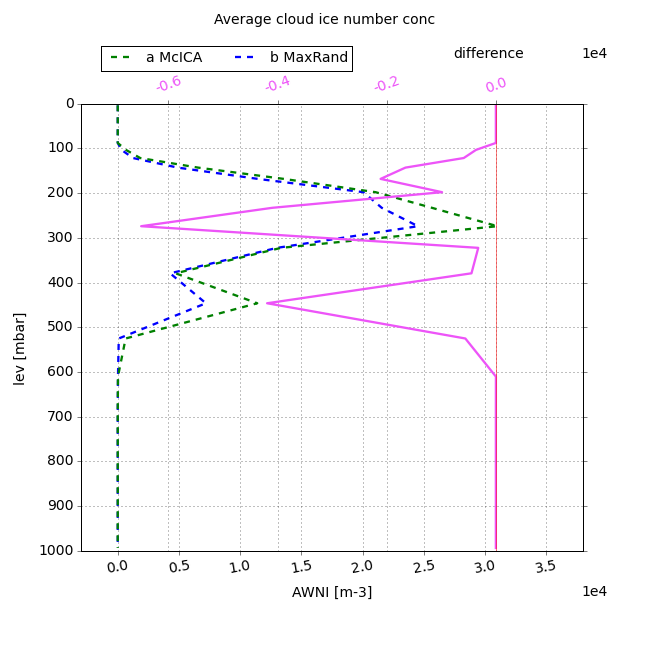 Average cloud ice number conc
a McICA b MaxRand difference 1e4
-0.6 -0.4 -0.2 0.0
0
100
200
300
400
500
600
700
800
900
1000
lev [mbar]
0.0 0.5 1.0 1.5 2.0 2.5 3.0 3.5
AWNI [m-3] 1e4